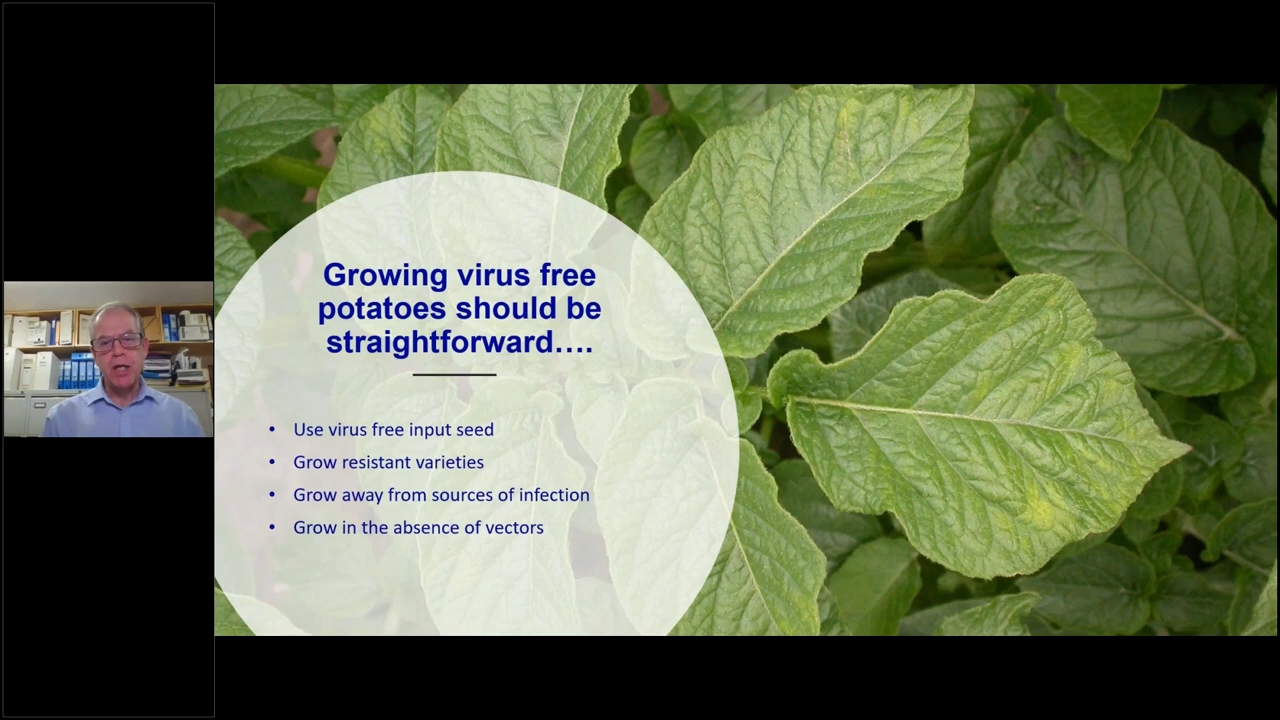 Growing virus free
potatoes should be
straightforward….
• Use virus free input seed
• Grow resistant varieties
• Grow away from sources of infection
• Grow in the absence of vectors